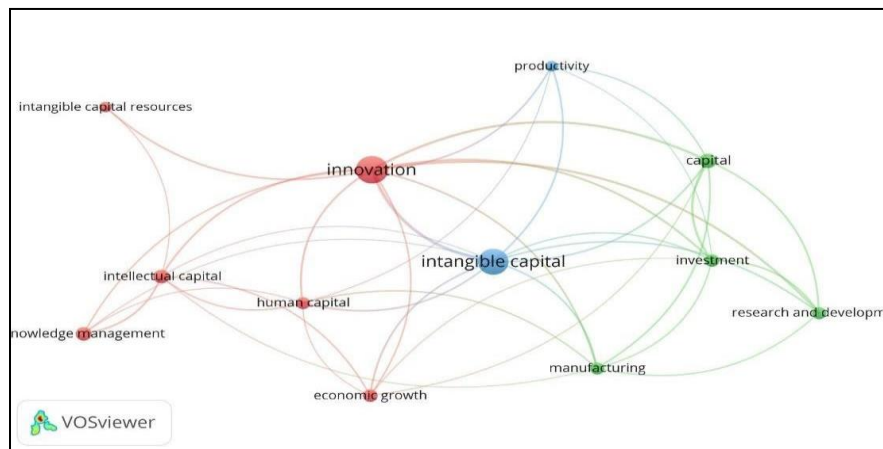 productivity
intangible capital resources
capital
innovation
intangible capital
investment
intellectual capital
human capital
research and developm
nowledge management
manufacturing
economic growth
VOSviewer